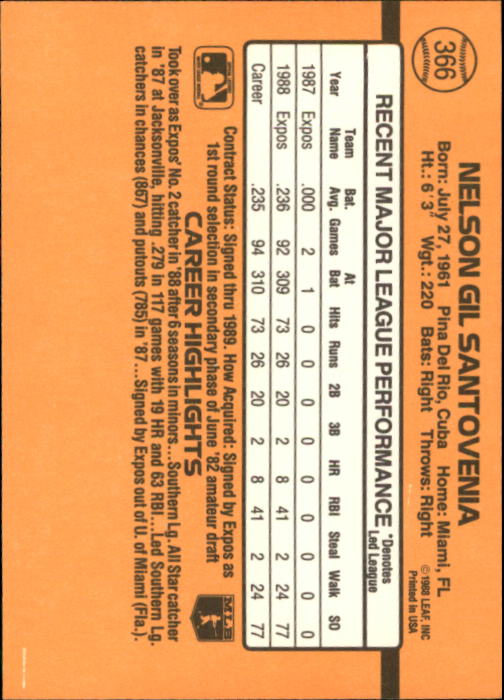 366
NELSON GIL SANTOVENIA
Born: July 27, 1961 Pina Del Rio, Cuba Home: Miami, FL
Ht.: 6' 3" Wgt.: 220 Bats: Right Throws: Right
©1988 LEAF, INC
Printed in USA
RECENT MAJOR LEAGUE PERFORMANCE *Denotes Led League
Year Team Name Bat. Avg. Games At Bat Hits Runs 2B 3B HR RBI Steal Walk SO
1987 Expos .000 2 1 0 0 0 0 0 0 0 0 0
1988 Expos .236 92 309 73 26 20 2 8 41 2 24 77
Career .235 94 310 73 26 20 2 8 41 2 24 77
Contract Status: Signed thru 1989. How Acquired: Signed by Expos as
1st round selection in secondary phase of June '82 amateur draft
MLB
CAREER HIGHLIGHTS
Took over as Expos' No. 2 catcher in '88 after 6 seasons in minors...Southern Lg. All Star catcher
in '87 at Jacksonville, hitting .279 in 117 games with 19 HR and 63 RBI...Led Southern Lg.
catchers in chances (867) and putouts (785) in '87...Signed by Expos out of U. of Miami (Fla.).